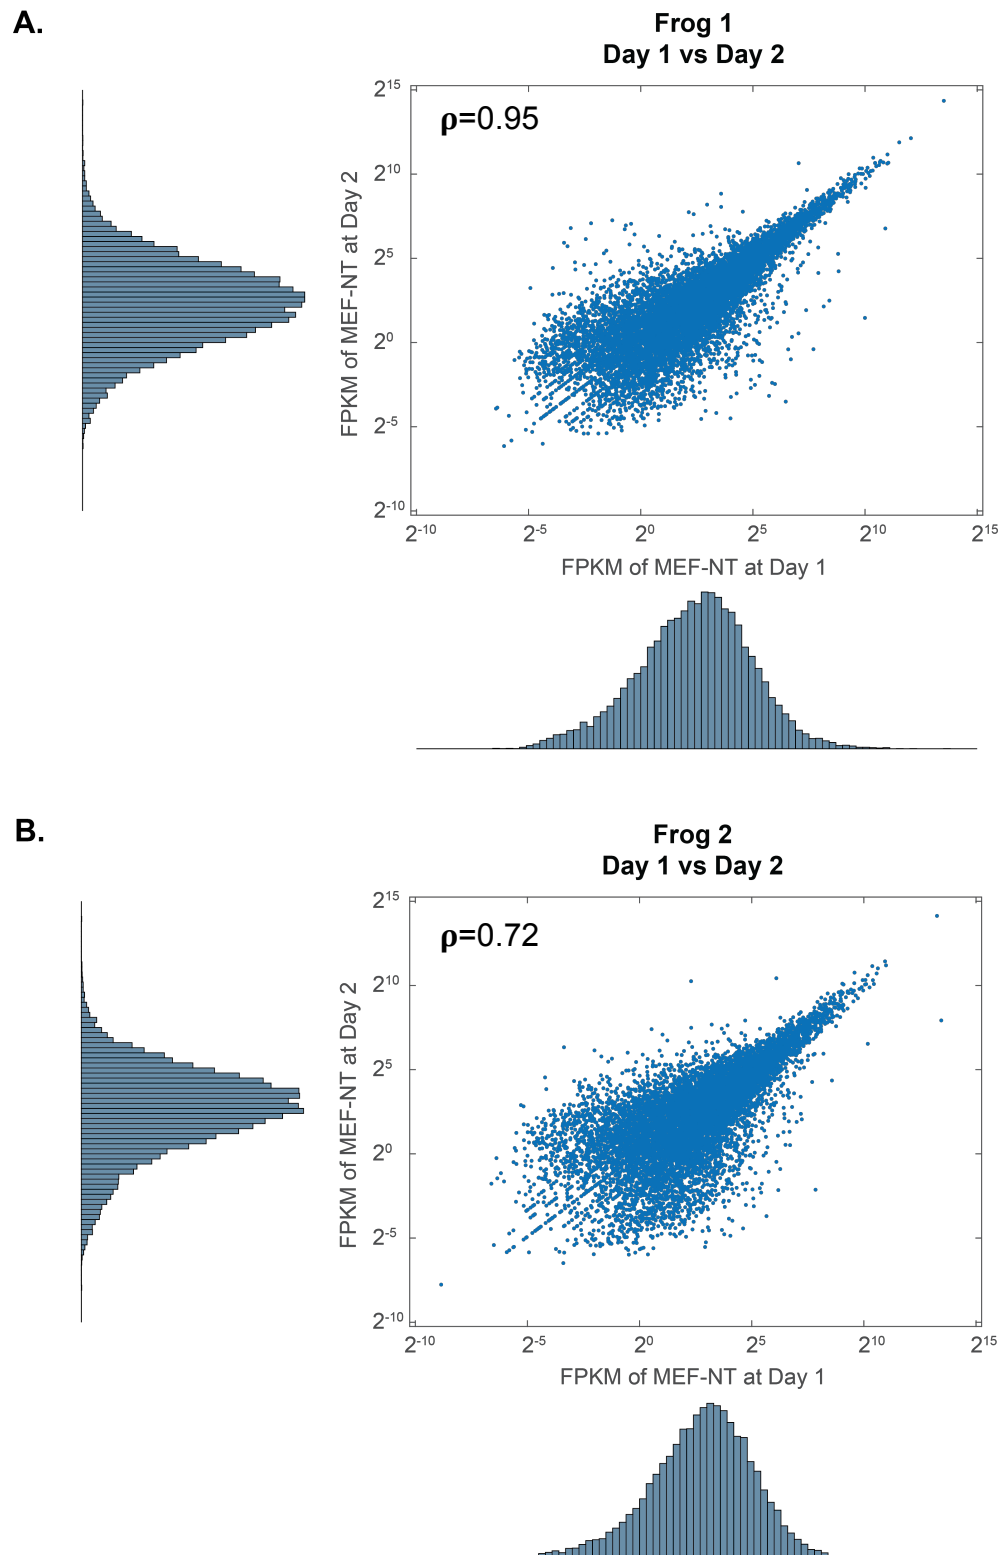 A.
Frog 1
Day 1 vs Day 2
ρ=0.95
FPKM of MEF-NT at Day 2
2¹⁵
2¹⁰
2⁵
2⁰
2⁻⁵
2⁻¹⁰
2⁻¹⁰ 2⁻⁵ 2⁰ 2⁵ 2¹⁰ 2¹⁵
FPKM of MEF-NT at Day 1
B.
Frog 2
Day 1 vs Day 2
ρ=0.72
FPKM of MEF-NT at Day 2
2¹⁵
2¹⁰
2⁵
2⁰
2⁻⁵
2⁻¹⁰
2⁻¹⁰ 2⁻⁵ 2⁰ 2⁵ 2¹⁰ 2¹⁵
FPKM of MEF-NT at Day 1